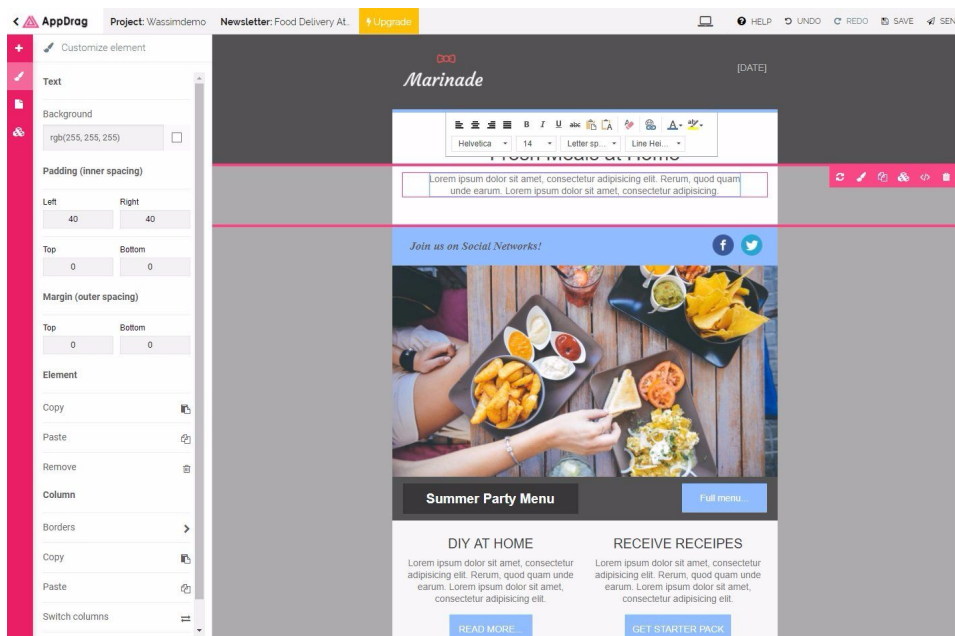 AppDrag
Project: Wassimdemo
Newsletter: Food Delivery At..
Upgrade
HELP
UNDO
REDO
SAVE
SEN
Customize element
Text
Background
rgb(255, 255, 255)
Padding (inner spacing)
Left Right
40 40
Top Bottom
0 0
Margin (outer spacing)
Top Bottom
0 0
Element
Copy
Paste
Remove
Column
Borders
Copy
Paste
Switch columns
Marinade
[DATE]
B I U abc A ab
Helvetica 14 Letter sp... Line Hei...
Fresh Meals at Home
Lorem ipsum dolor sit amet, consectetur adipisicing elit. Rerum, quod quam
unde earum. Lorem ipsum dolor sit amet, consectetur adipisicing.
Join us on Social Networks!
Summer Party Menu
Full menu...
DIY AT HOME
Lorem ipsum dolor sit amet, consectetur
adipisicing elit. Rerum, quod quam unde
earum. Lorem ipsum dolor sit amet,
consectetur adipisicing elit.
READ MORE...
RECEIVE RECEIPES
Lorem ipsum dolor sit amet, consectetur
adipisicing elit. Rerum, quod quam unde
earum. Lorem ipsum dolor sit amet,
consectetur adipisicing elit.
GET STARTER PACK